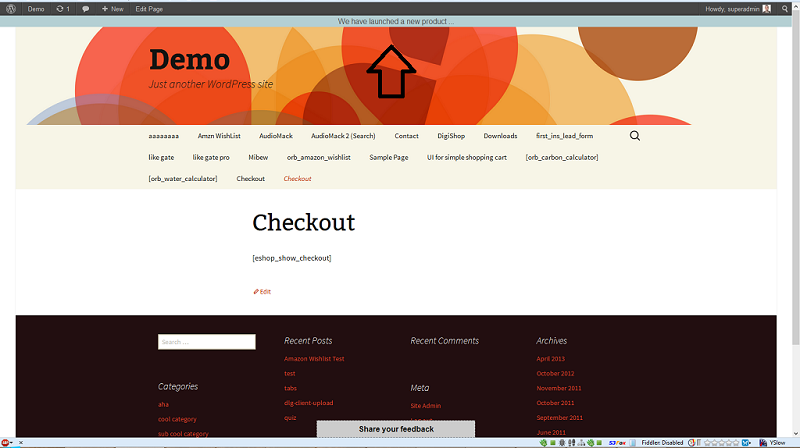 Demo 1 New Edit Page Howdy, superadmin
We have launched a new product ...
Demo
Just another WordPress site
aaaaaaaa Amzn WishList AudioMack AudioMack 2 (Search) Contact DigiShop Downloads first_ins_lead_form
like gate like gate pro Mibew orb_amazon_wishlist Sample Page UI for simple shopping cart [orb_carbon_calculator]
[orb_water_calculator] Checkout Checkout
Checkout
[eshop_show_checkout]
Edit
Search ...
Categories
aha
cool category
sub cool category
Recent Posts
Amazon Wishlist Test
test
tabs
dlg-client-upload
quiz
Recent Comments
Meta
Site Admin
Archives
April 2013
October 2012
November 2011
October 2011
September 2011
June 2011
Share your feedback
Fiddler: Disabled YSlow